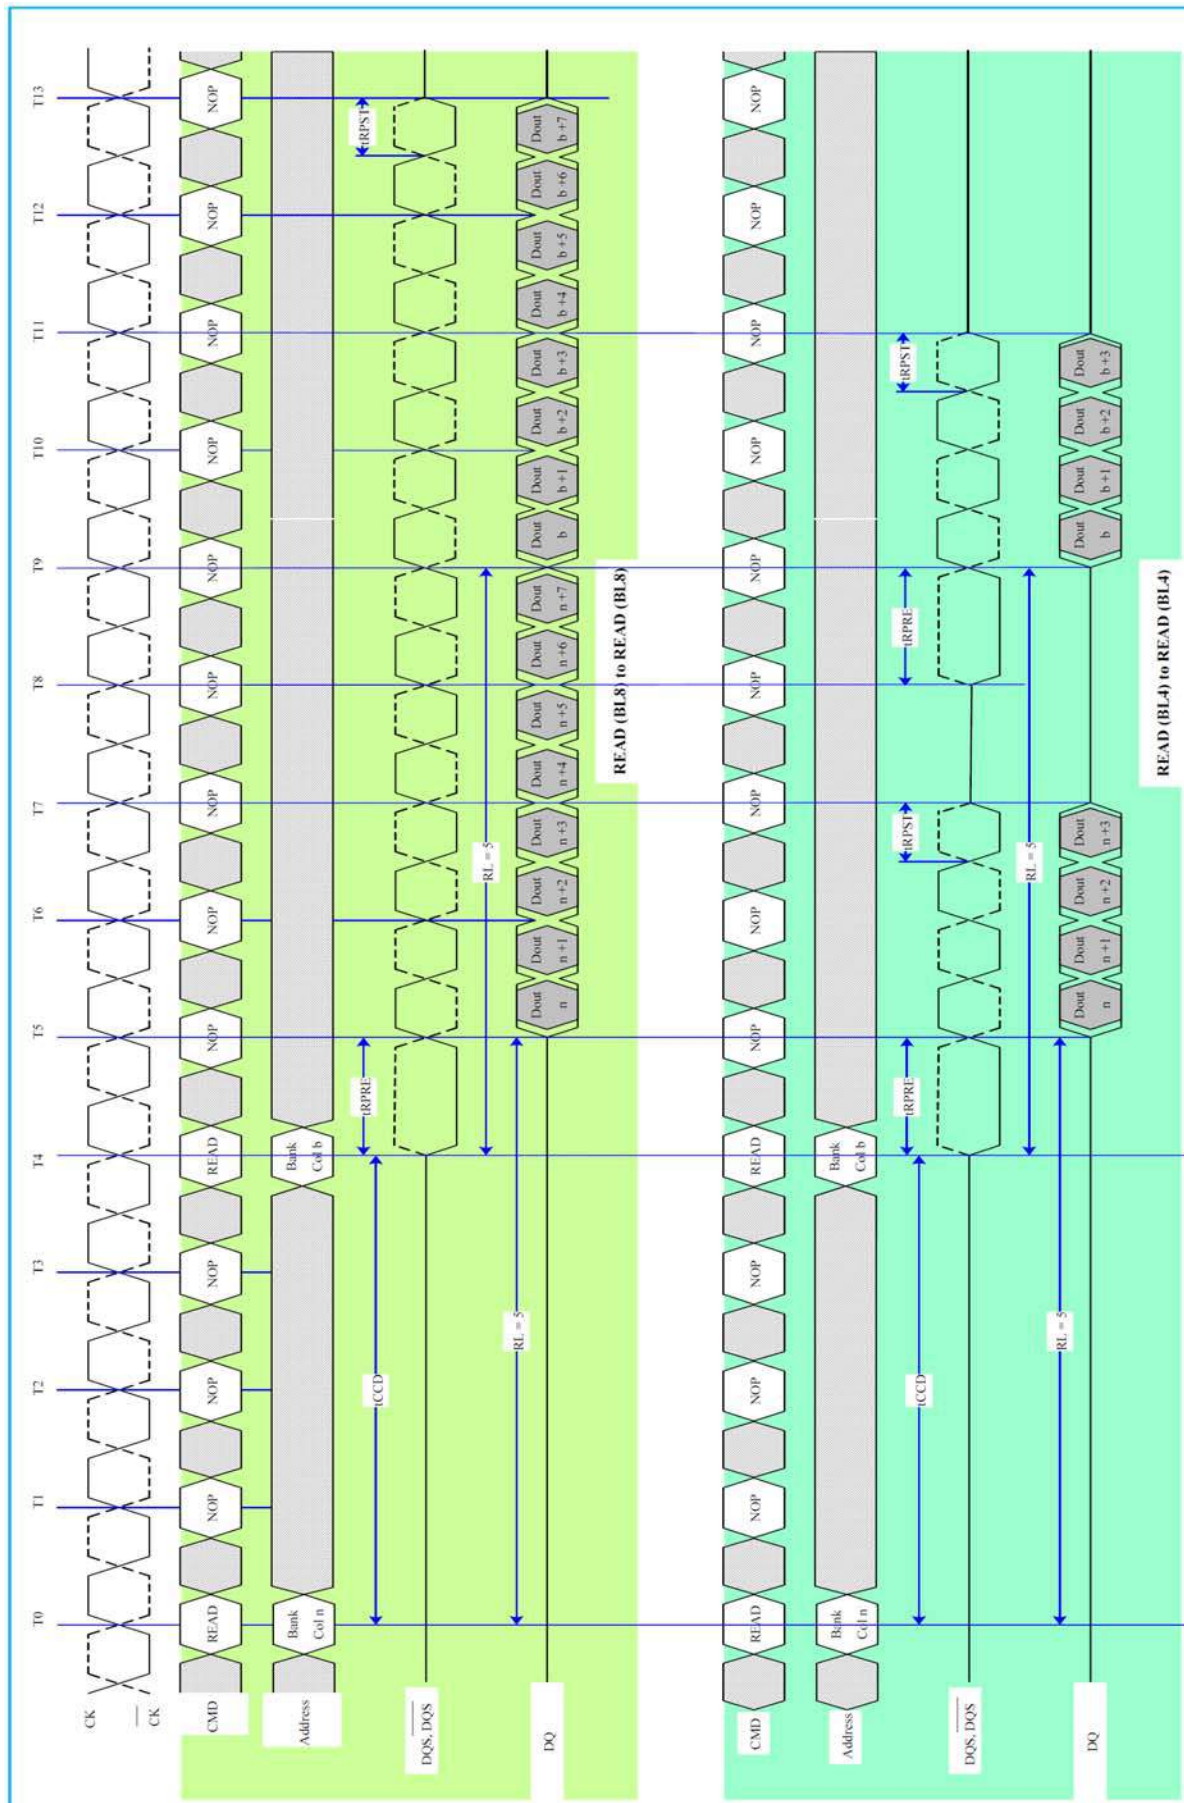 T0 T1 T2 T3 T4 T5 T6 T7 T8 T9 T10 T11 T12 T13
CK
CK
CMD READ NOP NOP NOP READ NOP NOP NOP NOP NOP NOP NOP NOP NOP
Address Bank Col n Bank Col b
tCCD tRPRE tRPST
DQS, DQS
RL = 5
RL = 5
DQ Dout n Dout n +1 Dout n +2 Dout n +3 Dout n +4 Dout n +5 Dout n +6 Dout n +7 Dout b Dout b +1 Dout b +2 Dout b +3 Dout b +4 Dout b +5 Dout b +6 Dout b +7
READ (BL8) to READ (BL8)
CMD READ NOP NOP NOP READ NOP NOP NOP NOP NOP NOP NOP NOP NOP
Address Bank Col n Bank Col b
tCCD tRPRE tRPST tRPRE tRPST
DQS, DQS
RL = 5
RL = 5
DQ Dout n Dout n +1 Dout n +2 Dout n +3 Dout b Dout b +1 Dout b +2 Dout b +3
READ (BL4) to READ (BL4)